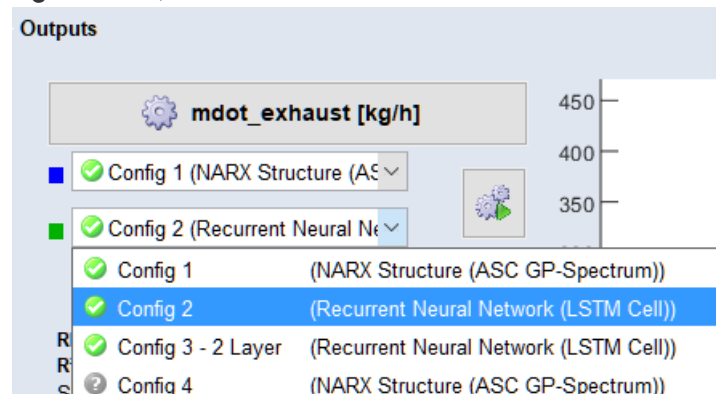 Outputs
mdot_exhaust [kg/h]
450
400
350
Config 1 (NARX Structure (AS
Config 2 (Recurrent Neural Ne
Config 1 (NARX Structure (ASC GP-Spectrum))
Config 2 (Recurrent Neural Network (LSTM Cell))
Config 3 - 2 Layer (Recurrent Neural Network (LSTM Cell))
Config 4 (NARX Structure (ASC GP-Spectrum))